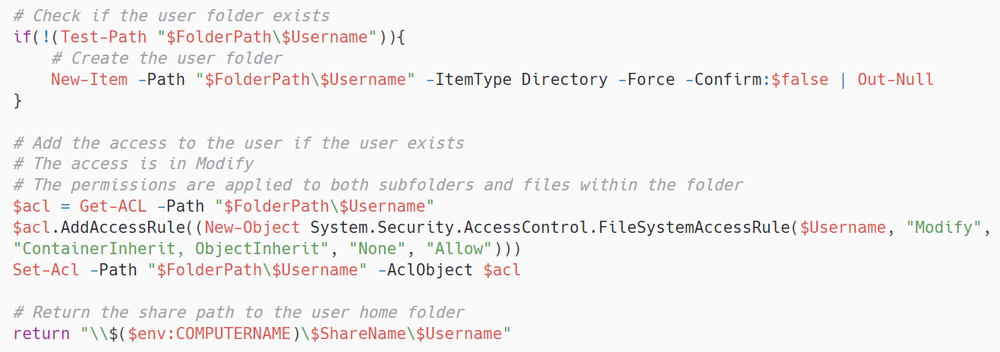 # Check if the user folder exists
if(!(Test-Path "$FolderPath\$Username")){
    # Create the user folder
    New-Item -Path "$FolderPath\$Username" -ItemType Directory -Force -Confirm:$false | Out-Null
}

# Add the access to the user if the user exists
# The access is in Modify
# The permissions are applied to both subfolders and files within the folder
$acl = Get-ACL -Path "$FolderPath\$Username"
$acl.AddAccessRule((New-Object System.Security.AccessControl.FileSystemAccessRule($Username, "Modify",
"ContainerInherit, ObjectInherit", "None", "Allow")))
Set-Acl -Path "$FolderPath\$Username" -AclObject $acl

# Return the share path to the user home folder
return "\\$($env:COMPUTERNAME)\$ShareName\$Username"